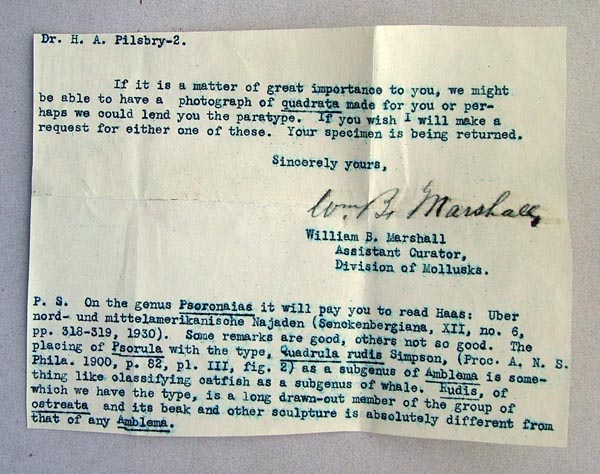 Dr. H. A. Pilsbry-2.
If it is a matter of great importance to you, we might
be able to have a photograph of quadrata made for you or per-
haps we could lend you the paratype. If you wish I will make a
request for either one of these. Your specimen is being returned.
Sincerely yours,
Wm. B. Marshall
William B. Marshall
Assistant Curator,
Division of Mollusks.
P. S. On the genus Psoronaias it will pay you to read Haas: Uber
nord- und mittelamerikanische Najaden (Senckenbergiana, XII, no. 6,
pp. 318-319, 1930). Some remarks are good, others not so good. The
placing of Psorula with the type, Quadrula rudis Simpson, (Proc. A. N. S.
Phila. 1900, p. 82, pl. III, fig. 2) as a subgenus of Amblema is some-
thing like classifying catfish as a subgenus of whale. Rudis, of
which we have the type, is a long drawn-out member of the group of
ostreata and its beak and other sculpture is absolutely different from
that of any Amblema.